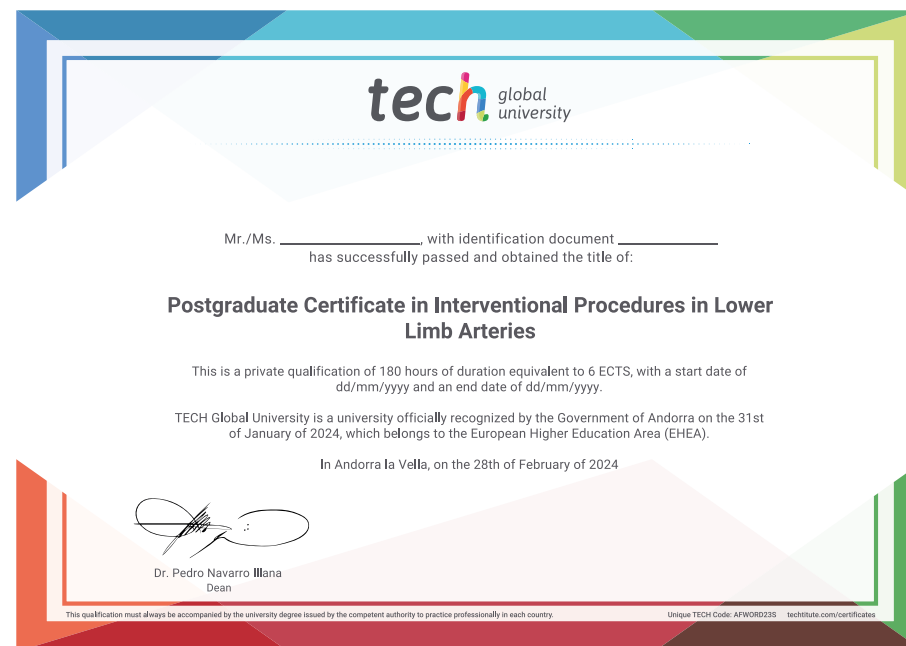 tech global
university
Mr./Ms. ____________, with identification document ____________
has successfully passed and obtained the title of:
Postgraduate Certificate in Interventional Procedures in Lower
Limb Arteries
This is a private qualification of 180 hours of duration equivalent to 6 ECTS, with a start date of
dd/mm/yyyy and an end date of dd/mm/yyyy.
TECH Global University is a university officially recognized by the Government of Andorra on the 31st
of January of 2024, which belongs to the European Higher Education Area (EHEA).
In Andorra la Vella, on the 28th of February of 2024
Dr. Pedro Navarro Illana
Dean
This qualification must always be accompanied by the university degree issued by the competent authority to practice professionally in each country.
Unique TECH Code: AFWORD23S techtitute.com/certificates